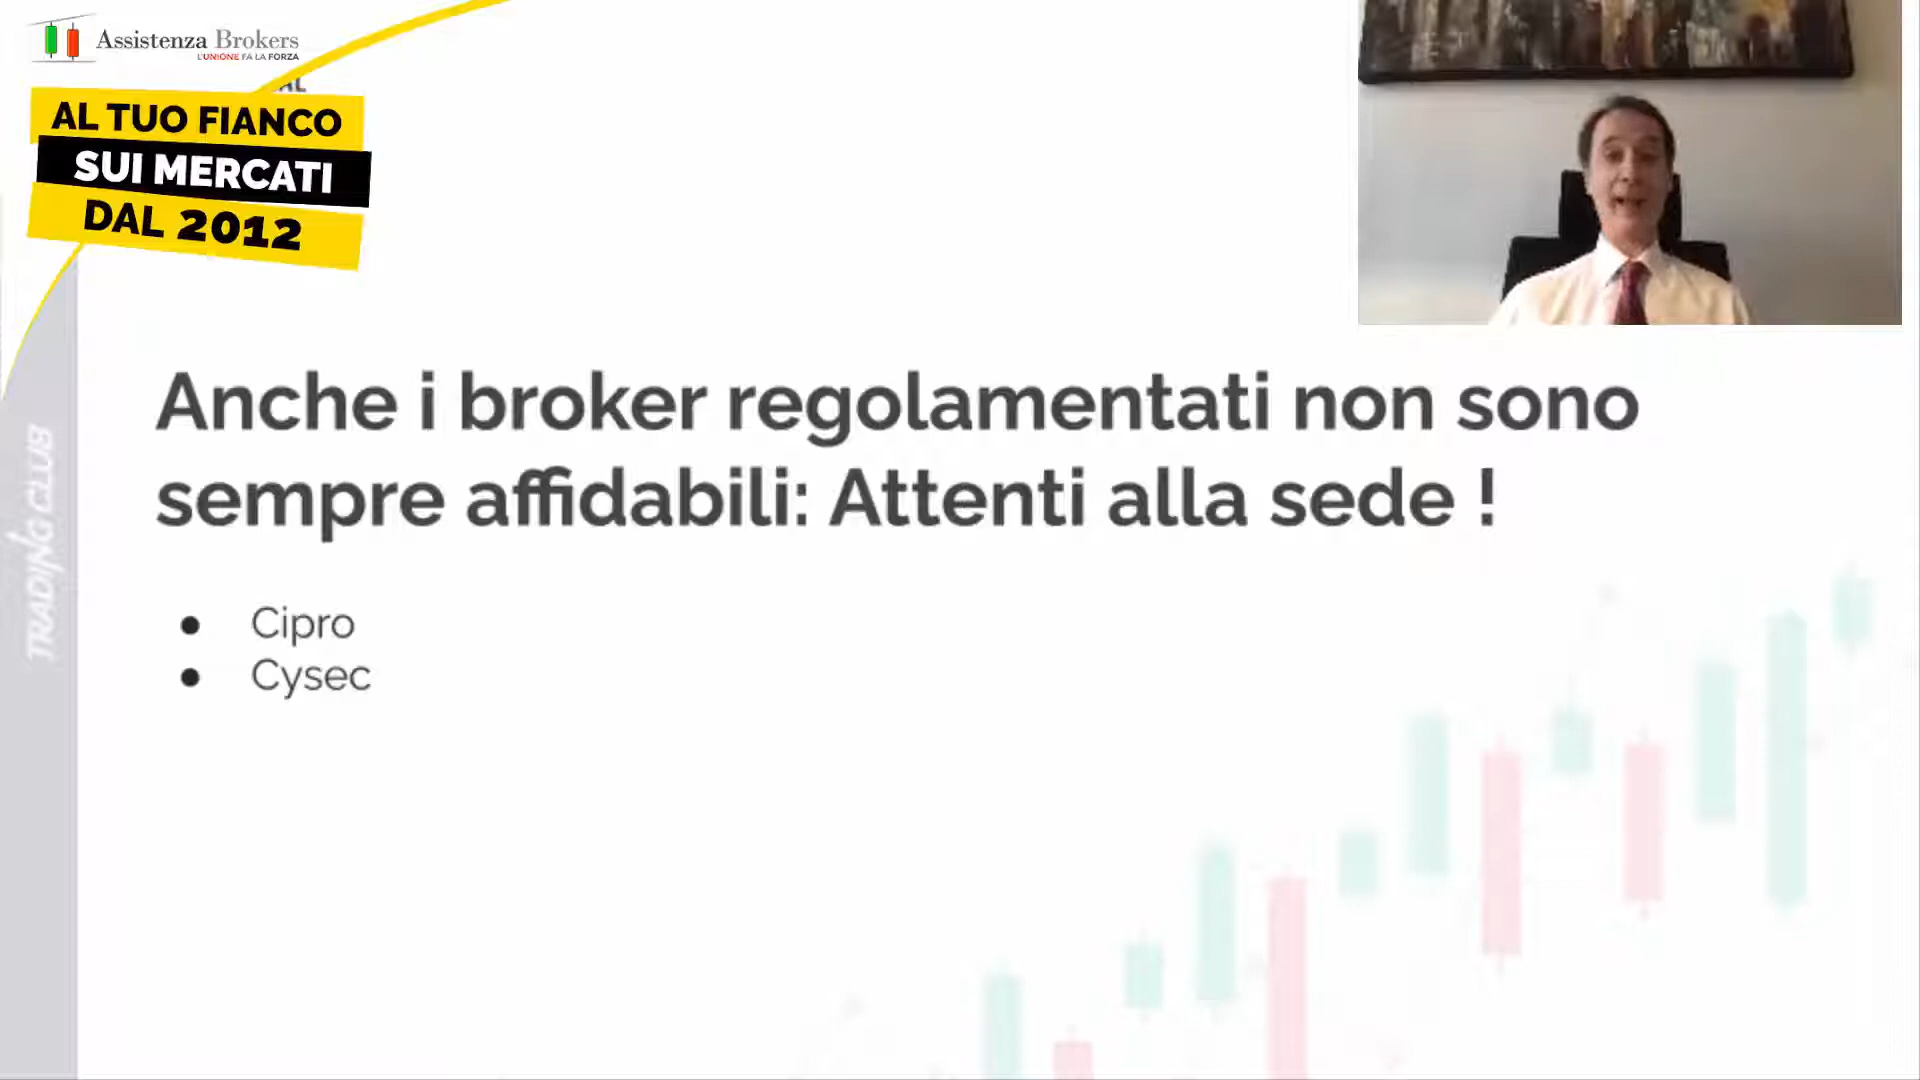 Assistenza Brokers
L'UNIONE FA LA FORZA
AL TUO FIANCO
SUI MERCATI
DAL 2012
Anche i broker regolamentati non sono
sempre affidabili: Attenti alla sede !
TRADING CLUB
● Cipro
● Cysec